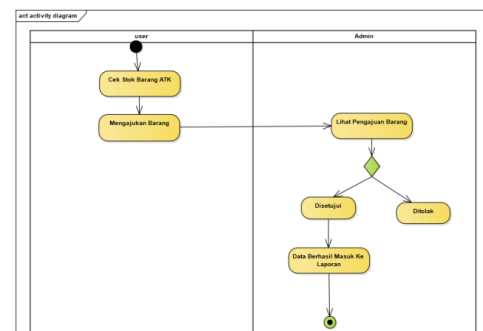 act activity diagram
user
Admin
Cek Stok Barang ATK
Mengajukan Barang
Lihat Pengajuan Barang
Disetujui
Ditolak
Data Berhasil Masuk Ke
Laporan